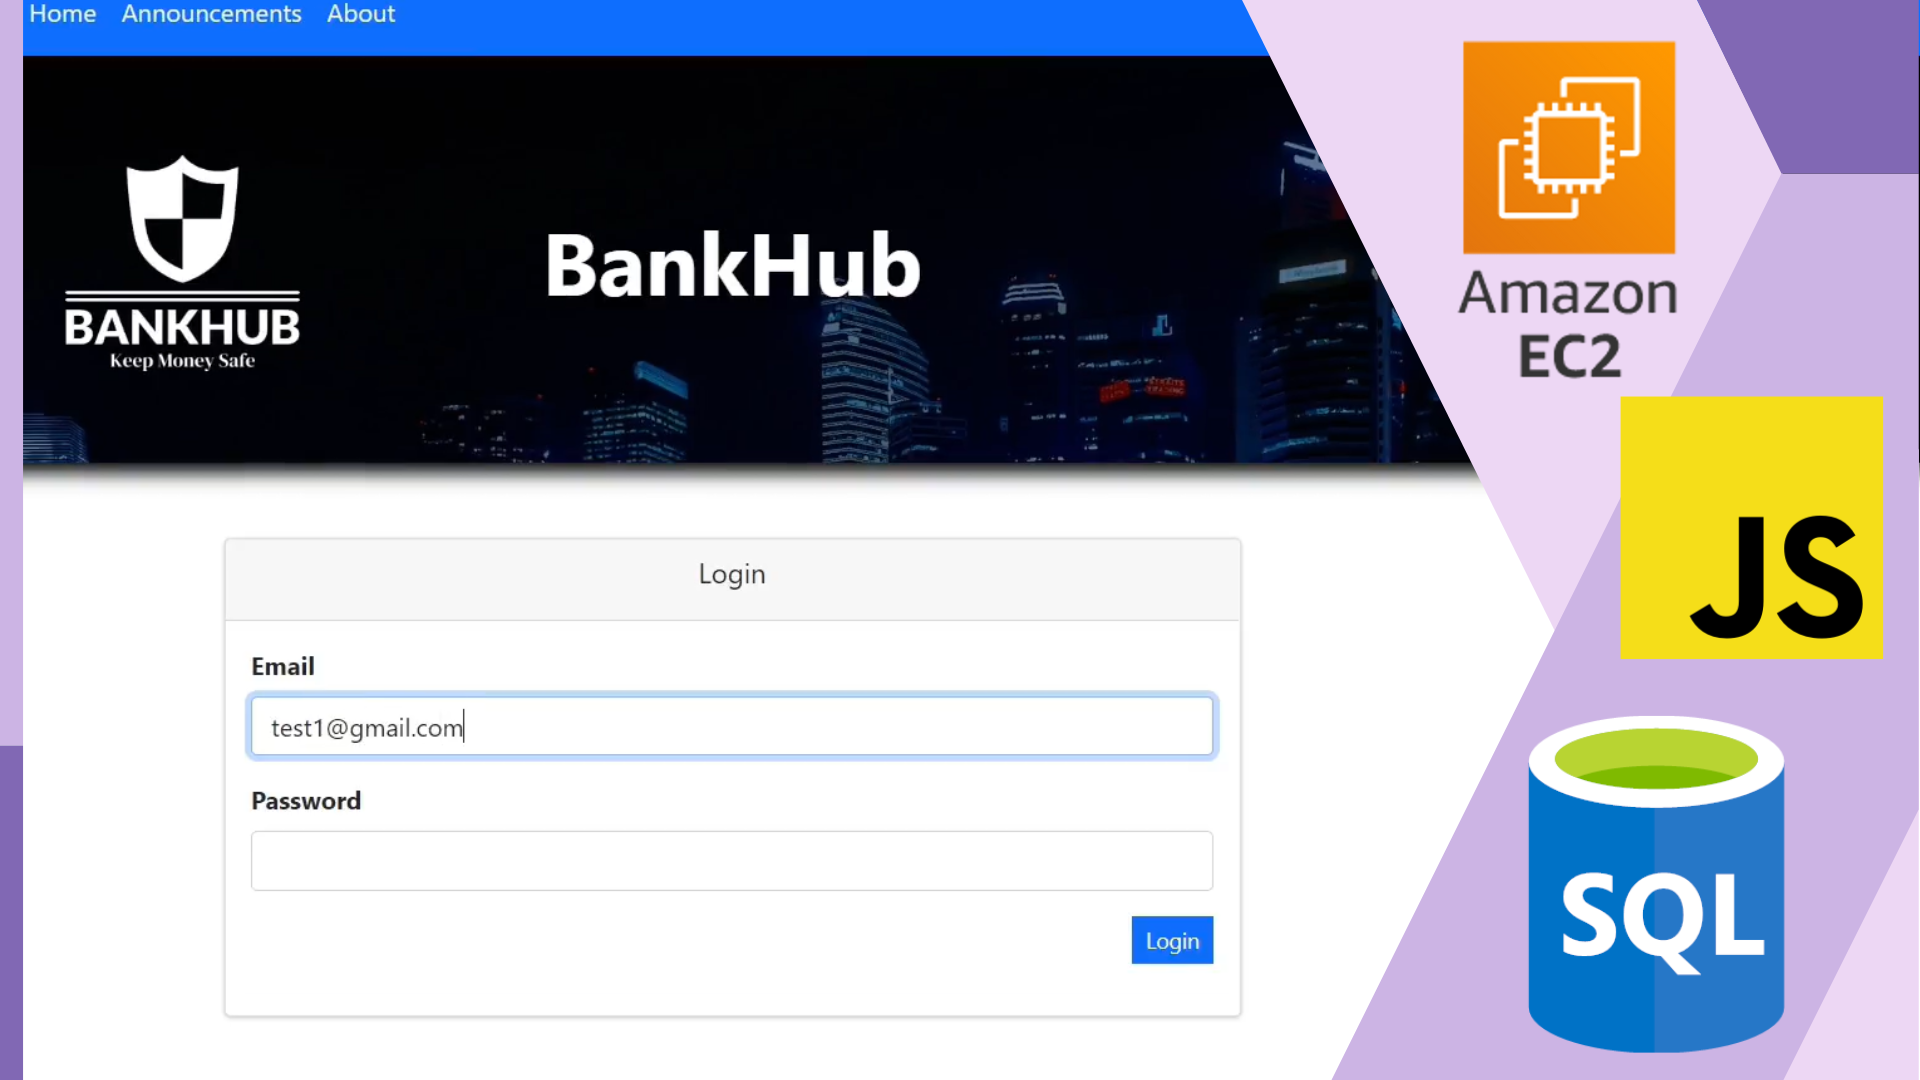 Home Announcements About
BankHub
BANKHUB
Keep Money Safe
Login
Email
test1@gmail.com
Password
Login
Amazon
EC2
JS
SQL